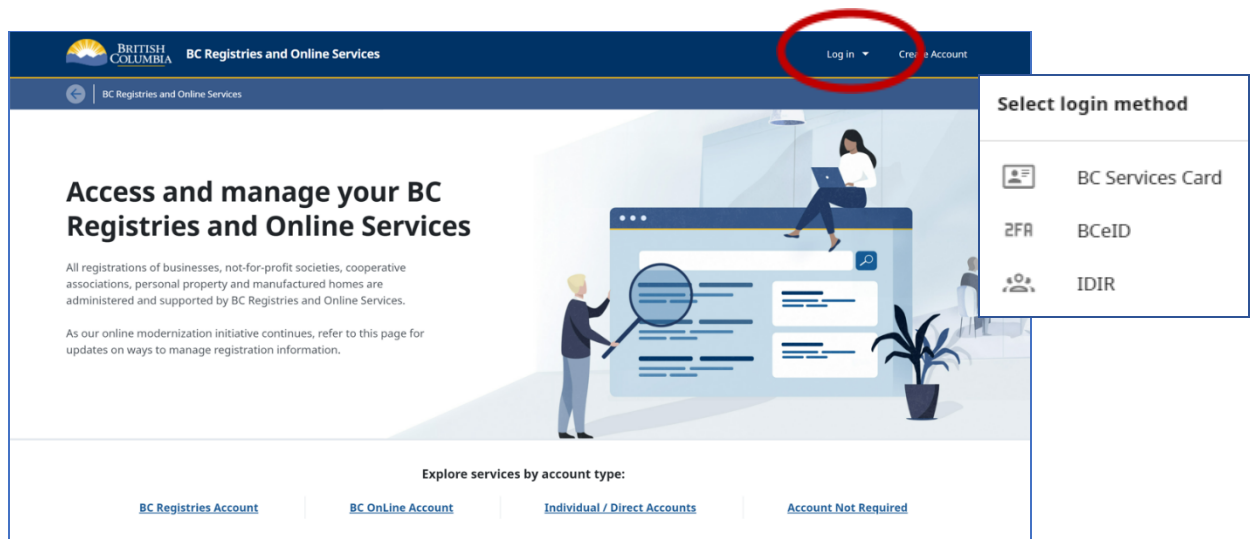 BRITISH
COLUMBIA
BC Registries and Online Services
Log in
Create Account
BC Registries and Online Services
Select login method
BC Services Card
2FA
BCeID
IDIR
Access and manage your BC
Registries and Online Services
All registrations of businesses, not-for-profit societies, cooperative
associations, personal property and manufactured homes are
administered and supported by BC Registries and Online Services.
As our online modernization initiative continues, refer to this page for
updates on ways to manage registration information.
Explore services by account type:
BC Registries Account
BC OnLine Account
Individual / Direct Accounts
Account Not Required